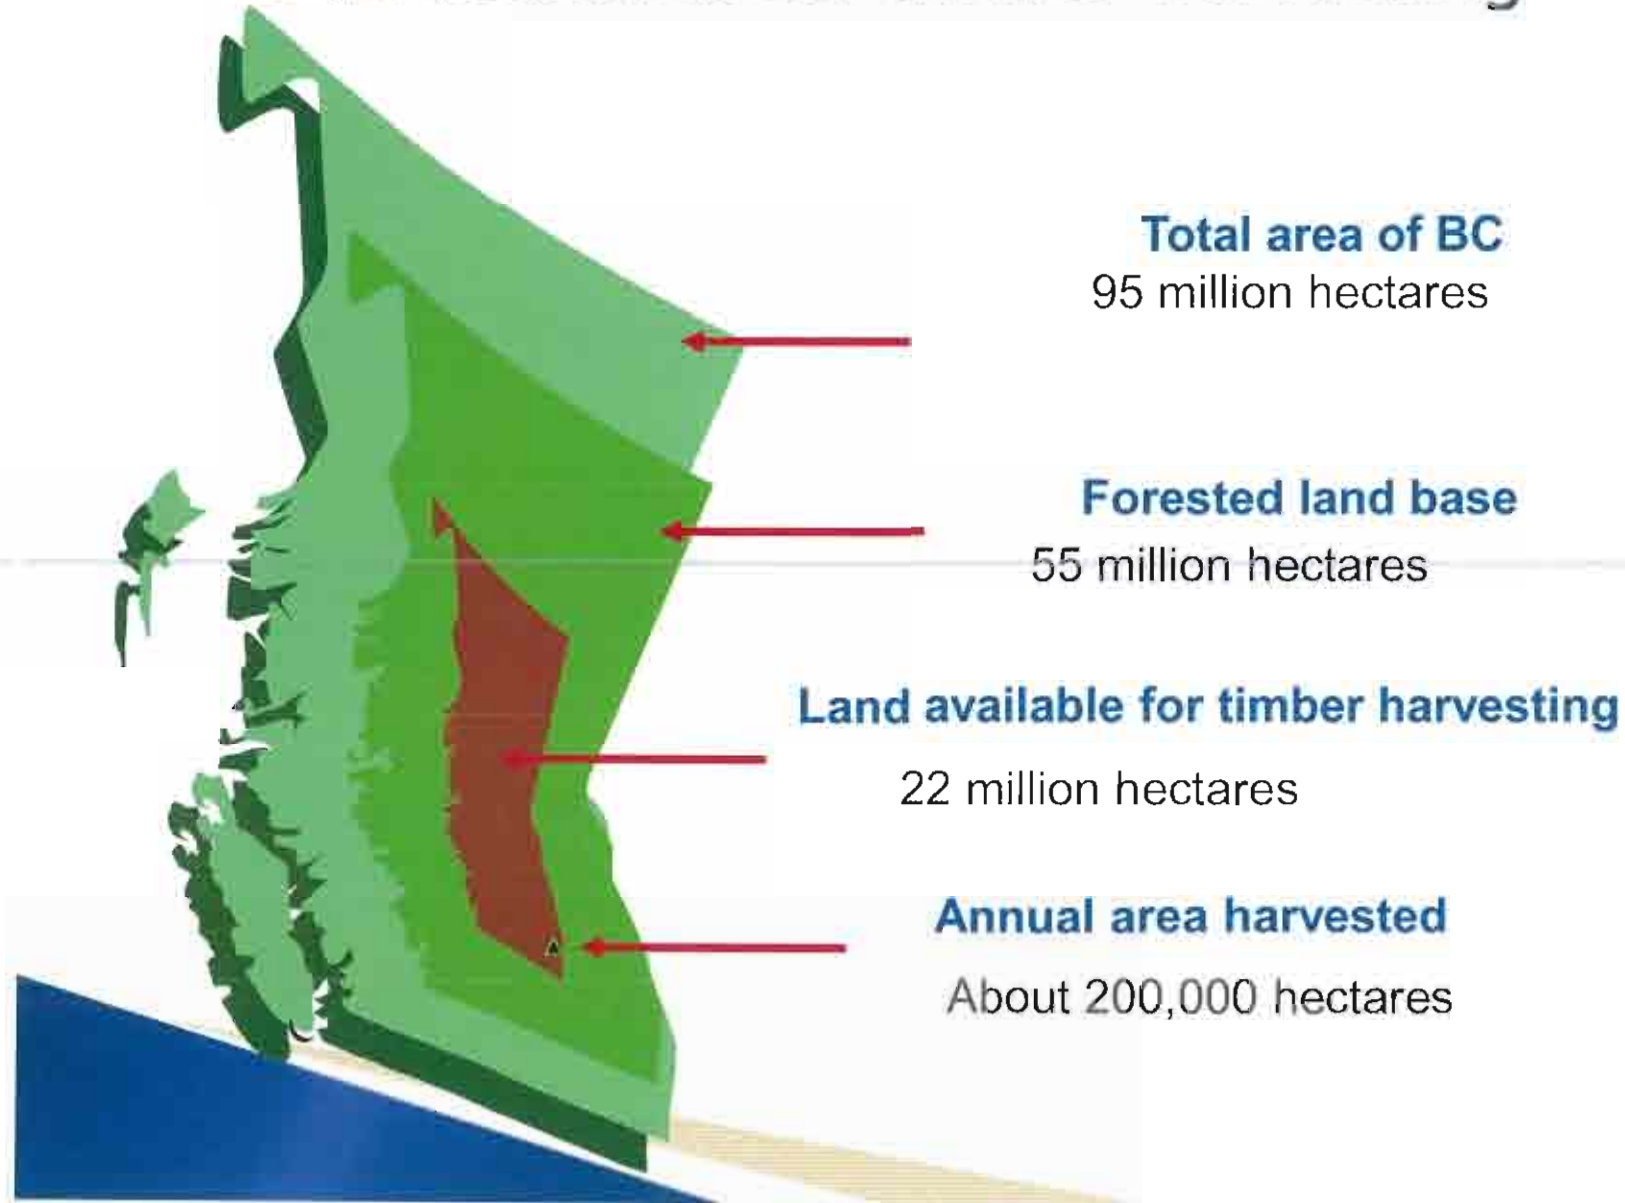 Total area of BC
95 million hectares
Forested land base
55 million hectares
Land available for timber harvesting
22 million hectares
Annual area harvested
About 200,000 hectares